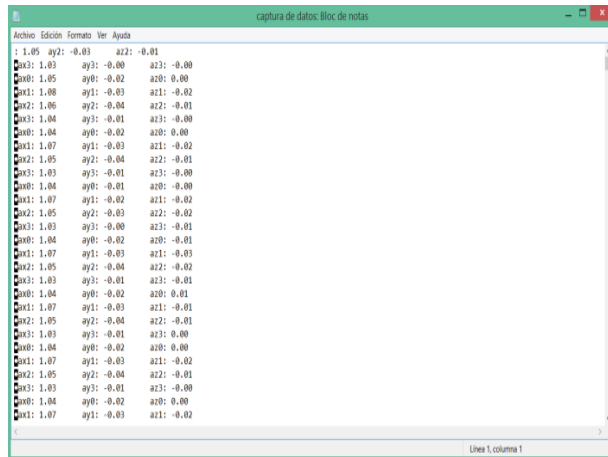 captura de datos: Bloc de notas
Archivo Edición Formato Ver Ayuda
: 1.05 ay2: -0.03 az2: -0.01
ax3: 1.03 ay3: -0.00 az3: -0.00
ax0: 1.05 ay0: -0.02 az0: 0.00
ax1: 1.08 ay1: -0.03 az1: -0.02
ax2: 1.06 ay2: -0.04 az2: -0.01
ax3: 1.04 ay3: -0.01 az3: -0.00
ax0: 1.04 ay0: -0.02 az0: 0.00
ax1: 1.07 ay1: -0.03 az1: -0.02
ax2: 1.05 ay2: -0.04 az2: -0.01
ax3: 1.03 ay3: -0.01 az3: -0.00
ax0: 1.04 ay0: -0.01 az0: -0.00
ax1: 1.07 ay1: -0.02 az1: -0.02
ax2: 1.05 ay2: -0.03 az2: -0.02
ax3: 1.03 ay3: -0.00 az3: -0.01
ax0: 1.04 ay0: -0.02 az0: -0.01
ax1: 1.07 ay1: -0.03 az1: -0.03
ax2: 1.05 ay2: -0.04 az2: -0.02
ax3: 1.03 ay3: -0.01 az3: -0.01
ax0: 1.04 ay0: -0.02 az0: 0.01
ax1: 1.07 ay1: -0.03 az1: -0.01
ax2: 1.05 ay2: -0.04 az2: -0.01
ax3: 1.03 ay3: -0.01 az3: 0.00
ax0: 1.04 ay0: -0.02 az0: 0.00
ax1: 1.07 ay1: -0.03 az1: -0.02
ax2: 1.05 ay2: -0.04 az2: -0.01
ax3: 1.03 ay3: -0.01 az3: -0.00
ax0: 1.04 ay0: -0.02 az0: 0.00
ax1: 1.07 ay1: -0.03 az1: -0.02
Línea 1, columna 1